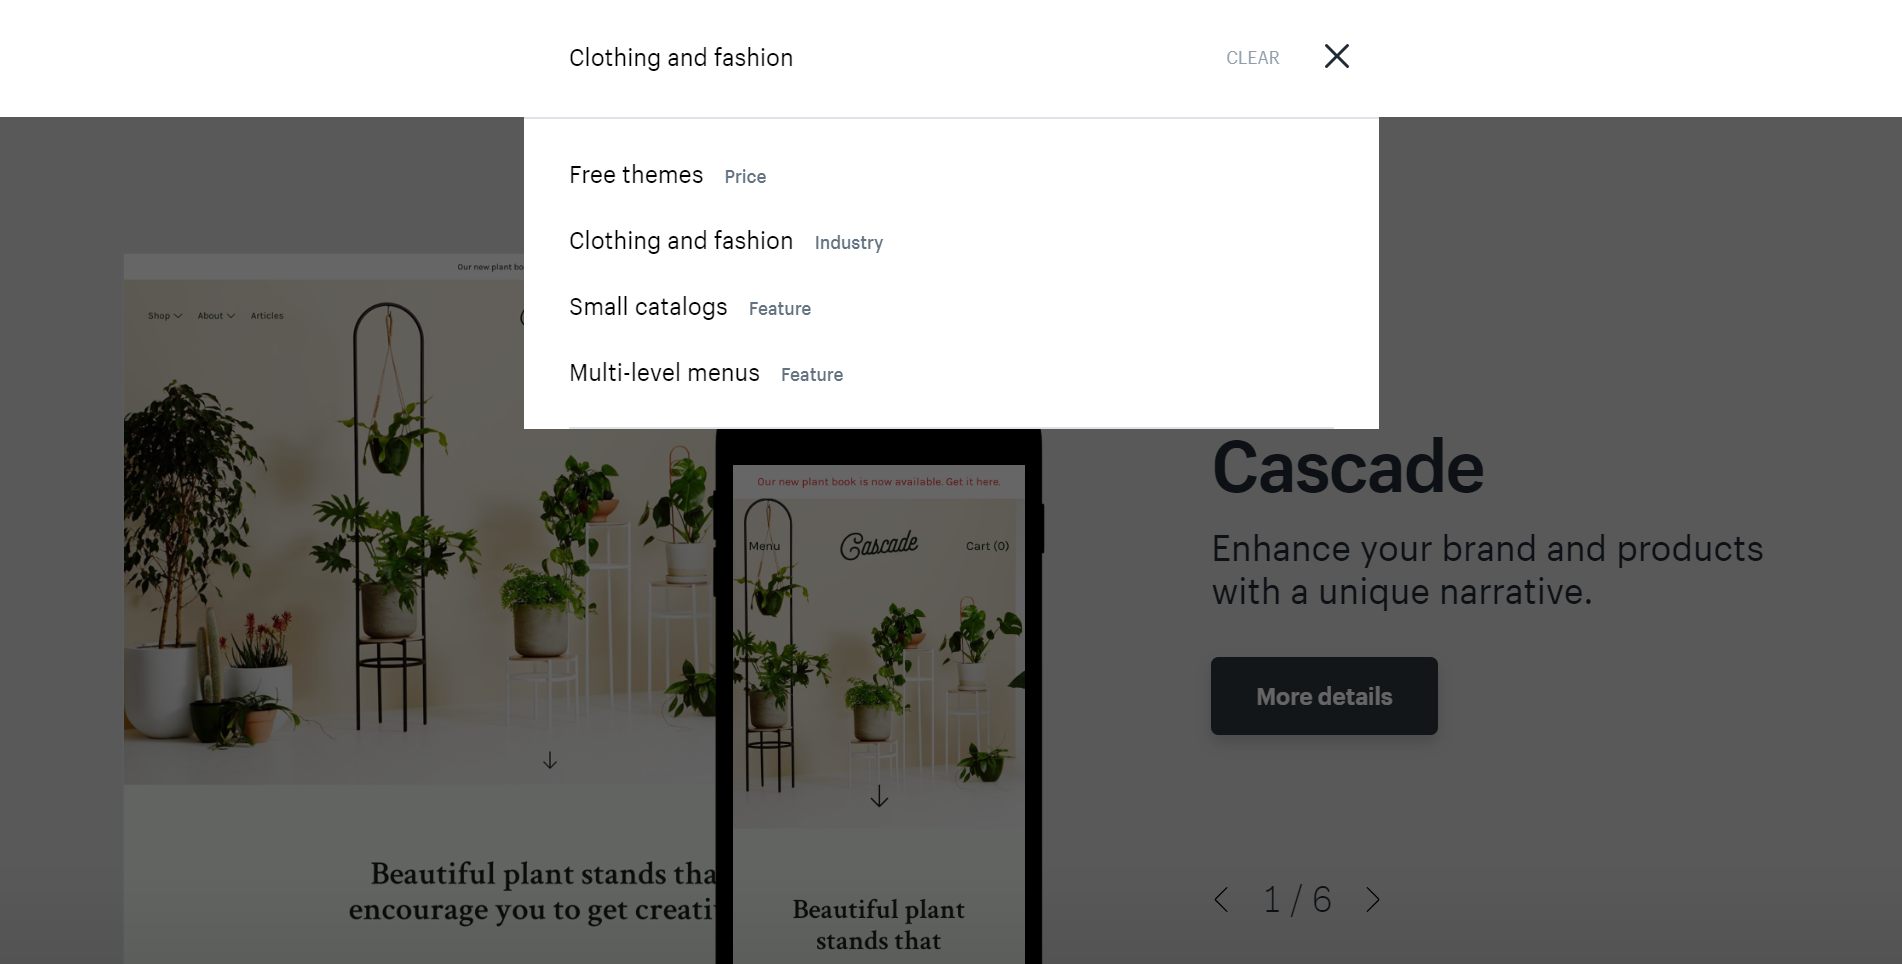 Clothing and fashion
CLEAR
Free themes Price
Clothing and fashion Industry
Small catalogs Feature
Multi-level menus Feature
Our new plant
Shop About Articles
Our new plant book is now available. Get it here.
Menu Cascade Cart (0)
Beautiful plant stands
encourage you to get
Beautiful plant
stands that
Cascade
Enhance your brand and products
with a unique narrative.
More details
1 / 6